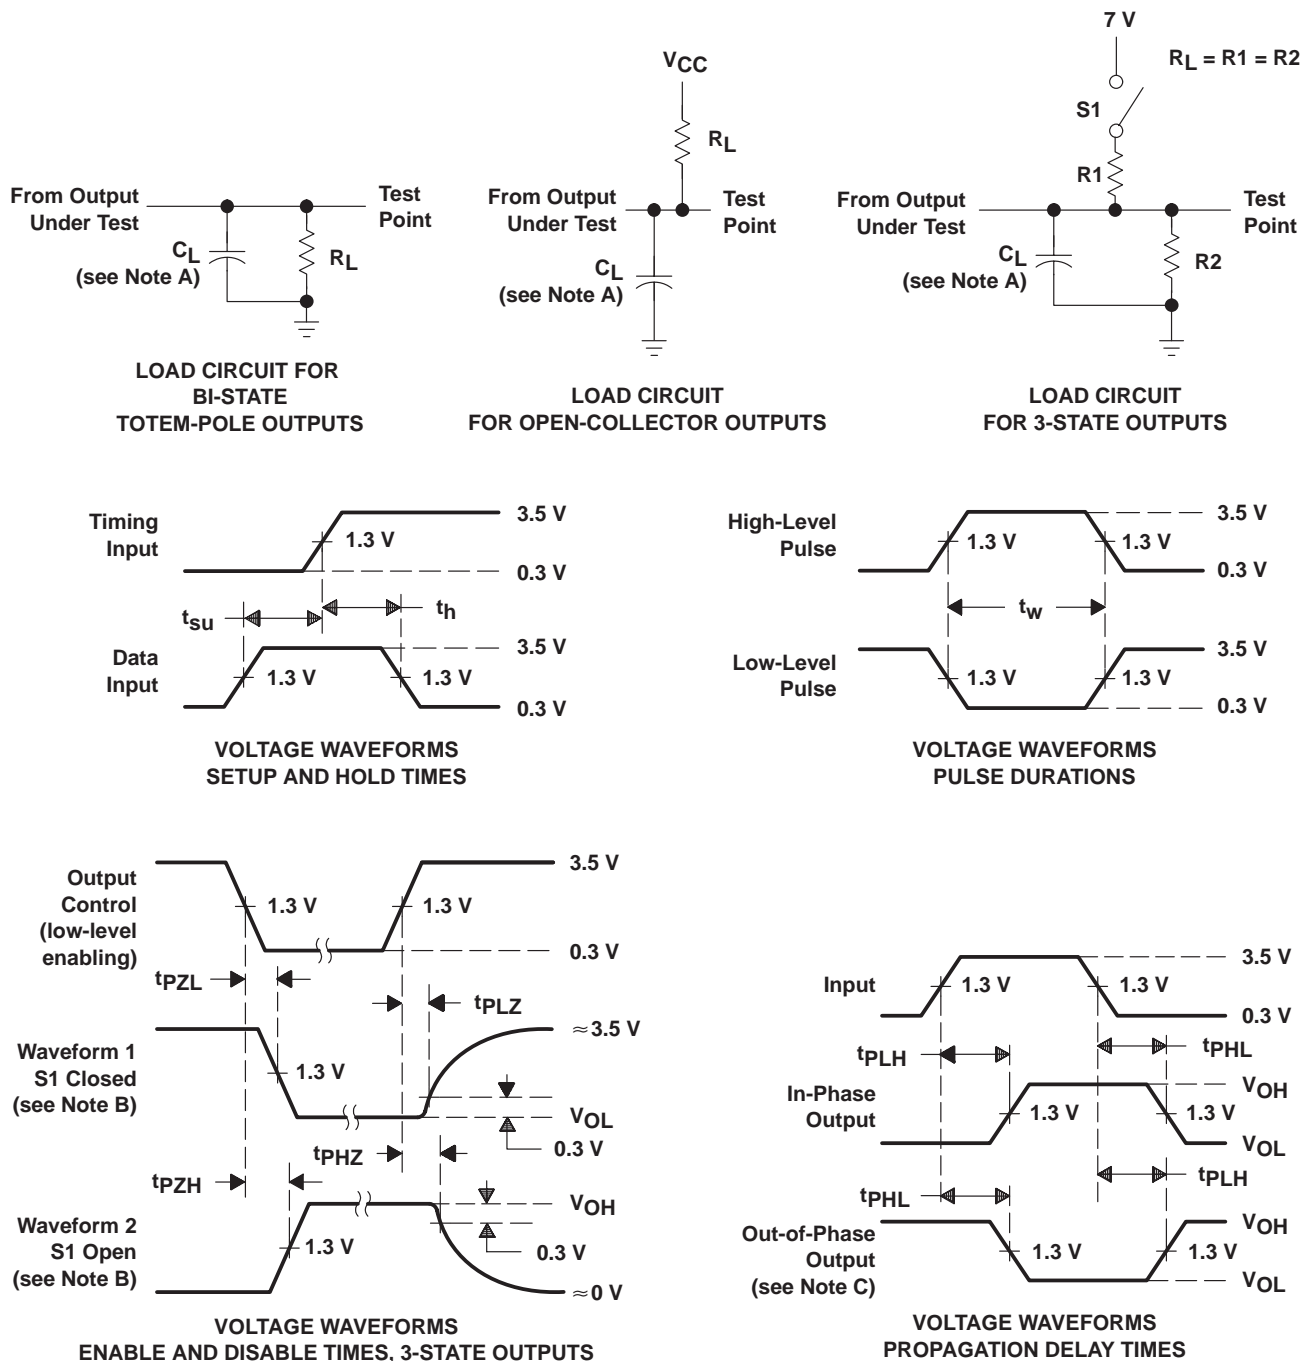 7 V
RL = R1 = R2
S1
R1
From Output
Under Test
Test
Point
CL
(see Note A)
R2
LOAD CIRCUIT
FOR 3-STATE OUTPUTS
VCC
RL
From Output
Under Test
Test
Point
CL
(see Note A)
LOAD CIRCUIT
FOR OPEN-COLLECTOR OUTPUTS
From Output
Under Test
Test
Point
CL
(see Note A)
RL
LOAD CIRCUIT FOR
BI-STATE
TOTEM-POLE OUTPUTS
Timing
Input
3.5 V
1.3 V
0.3 V
tsu
th
Data
Input
3.5 V
1.3 V
1.3 V
0.3 V
VOLTAGE WAVEFORMS
SETUP AND HOLD TIMES
High-Level
Pulse
3.5 V
1.3 V
1.3 V
0.3 V
tw
Low-Level
Pulse
3.5 V
1.3 V
1.3 V
0.3 V
VOLTAGE WAVEFORMS
PULSE DURATIONS
Output
Control
(low-level
enabling)
3.5 V
1.3 V
1.3 V
0.3 V
tPZL
tPLZ
Waveform 1
S1 Closed
(see Note B)
≈3.5 V
1.3 V
VOL
0.3 V
tPHZ
tPZH
Waveform 2
S1 Open
(see Note B)
VOH
1.3 V
0.3 V
≈0 V
VOLTAGE WAVEFORMS
ENABLE AND DISABLE TIMES, 3-STATE OUTPUTS
Input
3.5 V
1.3 V
1.3 V
0.3 V
tPLH
tPHL
In-Phase
Output
VOH
1.3 V
1.3 V
VOL
tPHL
tPLH
Out-of-Phase
Output
(see Note C)
VOH
1.3 V
1.3 V
VOL
VOLTAGE WAVEFORMS
PROPAGATION DELAY TIMES